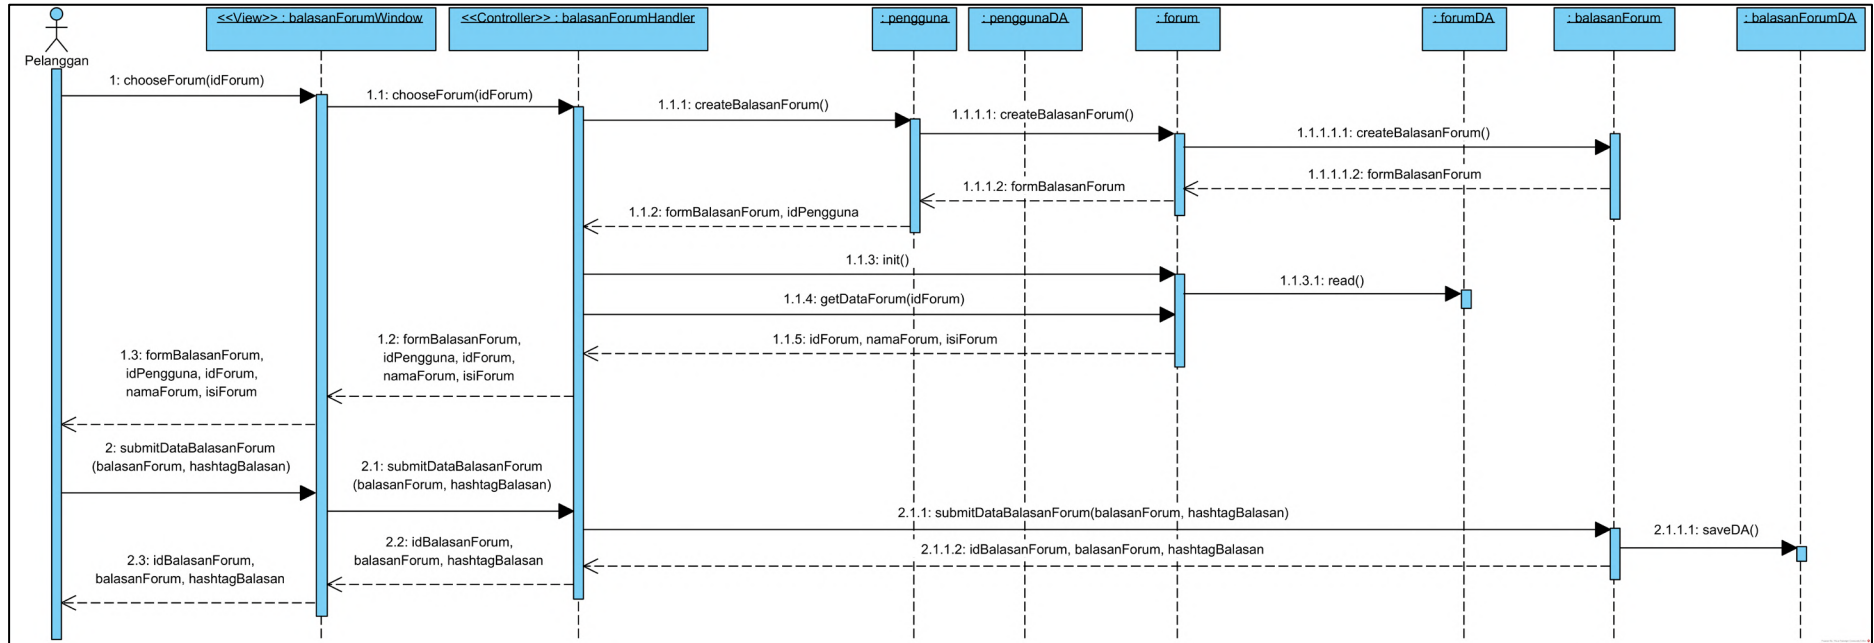 <<View>> : balasanForumWindow
<<Controller>> : balasanForumHandler
: pengguna
: penggunaDA
: forum
: forumDA
: balasanForum
: balasanForumDA
Pelanggan
1: chooseForum(idForum)
1.1: chooseForum(idForum)
1.1.1: createBalasanForum()
1.1.1.1: createBalasanForum()
1.1.1.1.1: createBalasanForum()
1.1.1.1.2: formBalasanForum
1.1.1.2: formBalasanForum
1.1.2: formBalasanForum, idPengguna
1.1.3: init()
1.1.3.1: read()
1.1.4: getDataForum(idForum)
1.1.5: idForum, namaForum, isiForum
1.2: formBalasanForum,
idPengguna, idForum,
namaForum, isiForum
1.3: formBalasanForum,
idPengguna, idForum,
namaForum, isiForum
2: submitDataBalasanForum
(balasanForum, hashtagBalasan)
2.1: submitDataBalasanForum
(balasanForum, hashtagBalasan)
2.1.1: submitDataBalasanForum(balasanForum, hashtagBalasan)
2.1.1.1: saveDA()
2.1.1.2: idBalasanForum, balasanForum, hashtagBalasan
2.2: idBalasanForum,
balasanForum, hashtagBalasan
2.3: idBalasanForum,
balasanForum, hashtagBalasan